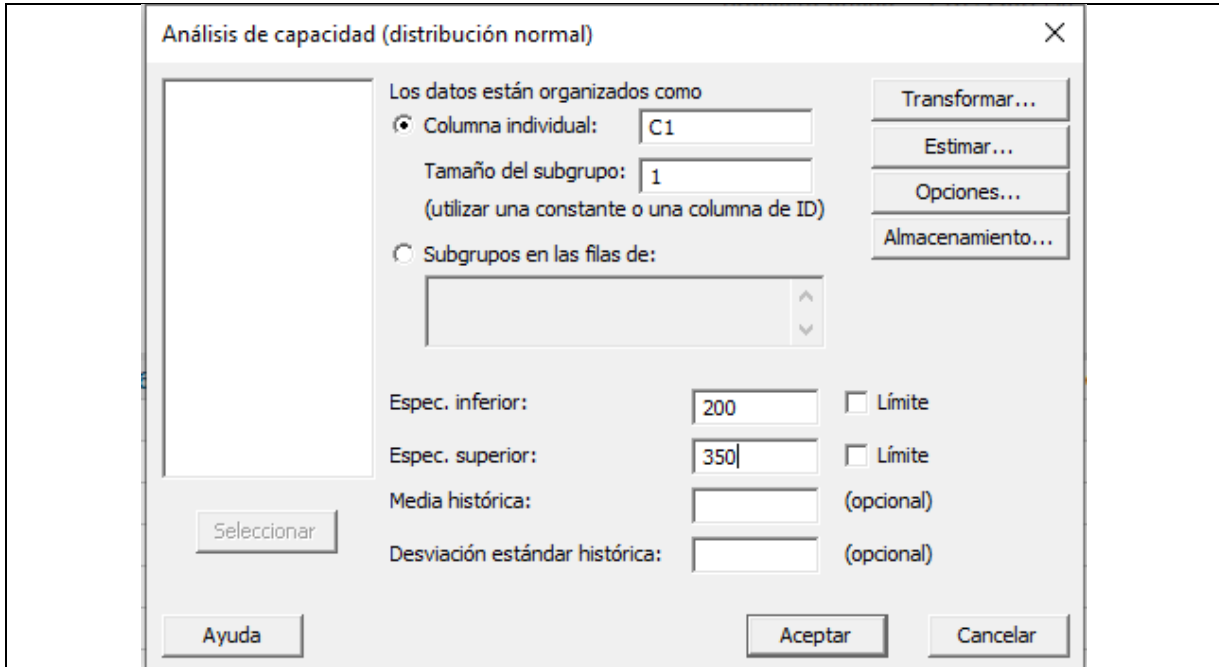 Análisis de capacidad (distribución normal)
Los datos están organizados como
Columna individual: C1
Tamaño del subgrupo: 1
(utilizar una constante o una columna de ID)
Subgrupos en las filas de:
Transformar...
Estimar...
Opciones...
Almacenamiento...
Espec. inferior: 200 Límite
Espec. superior: 350 Límite
Media histórica: (opcional)
Desviación estándar histórica: (opcional)
Seleccionar
Ayuda
Aceptar
Cancelar